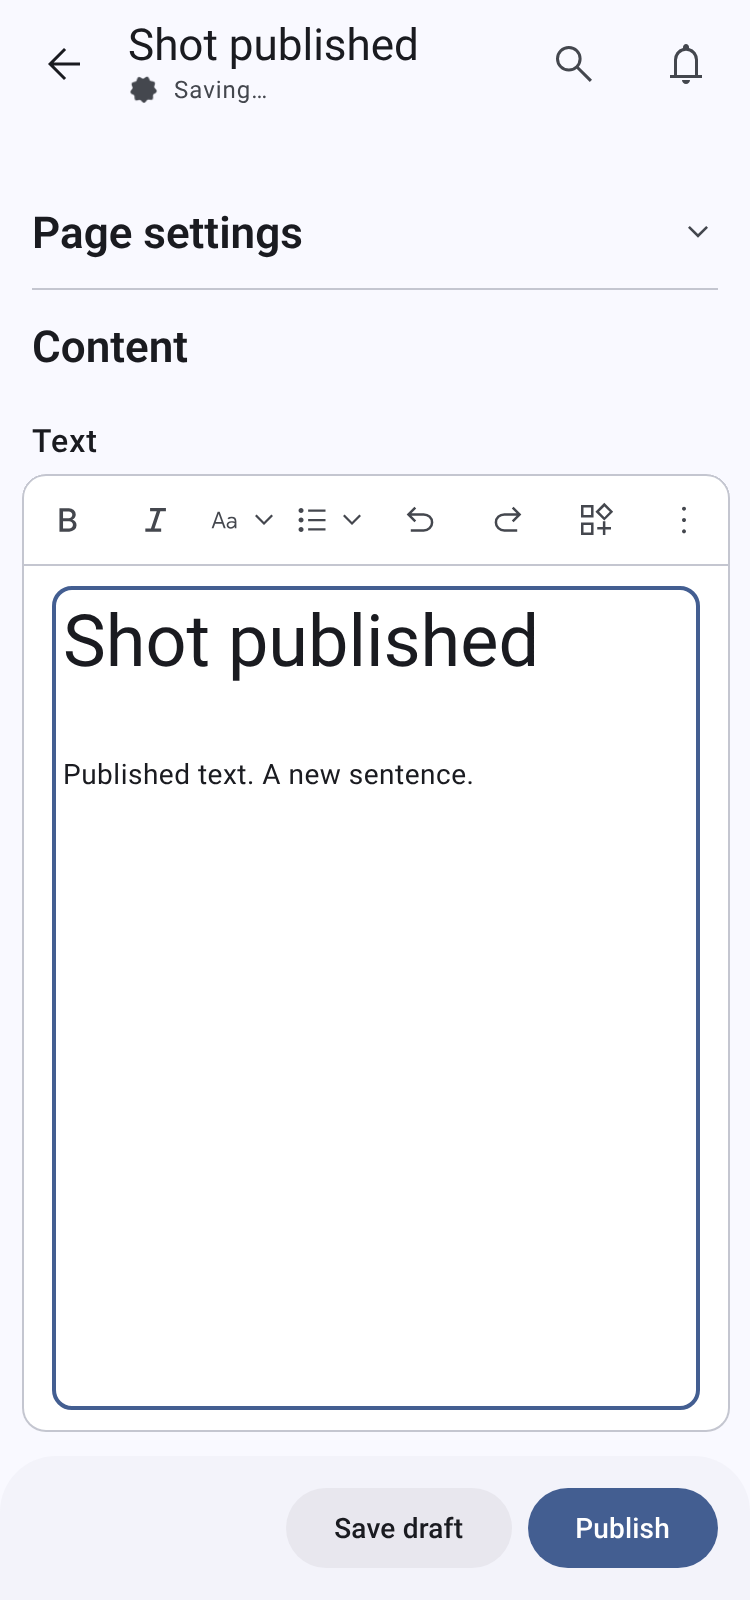 Shot published
Saving…
Page settings
Content
Text
B I Aa
Shot published
Published text. A new sentence.
Save draft Publish